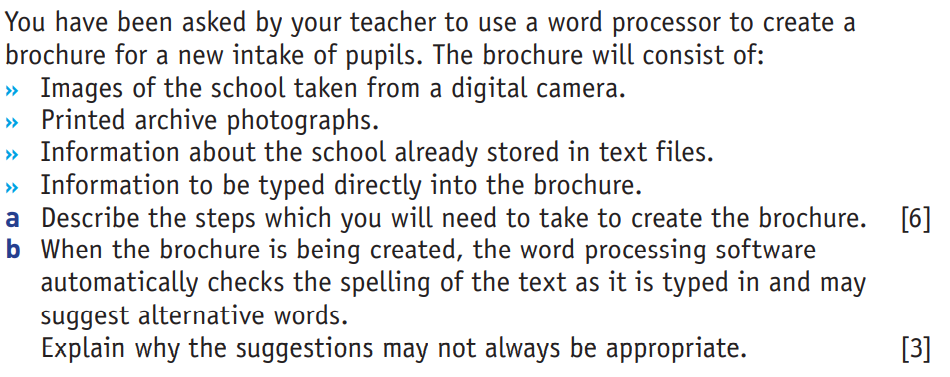 You have been asked by your teacher to use a word processor to create a
brochure for a new intake of pupils. The brochure will consist of:
» Images of the school taken from a digital camera.
» Printed archive photographs.
» Information about the school already stored in text files.
» Information to be typed directly into the brochure.
a Describe the steps which you will need to take to create the brochure. [6]
b When the brochure is being created, the word processing software
automatically checks the spelling of the text as it is typed in and may
suggest alternative words.
Explain why the suggestions may not always be appropriate. [3]